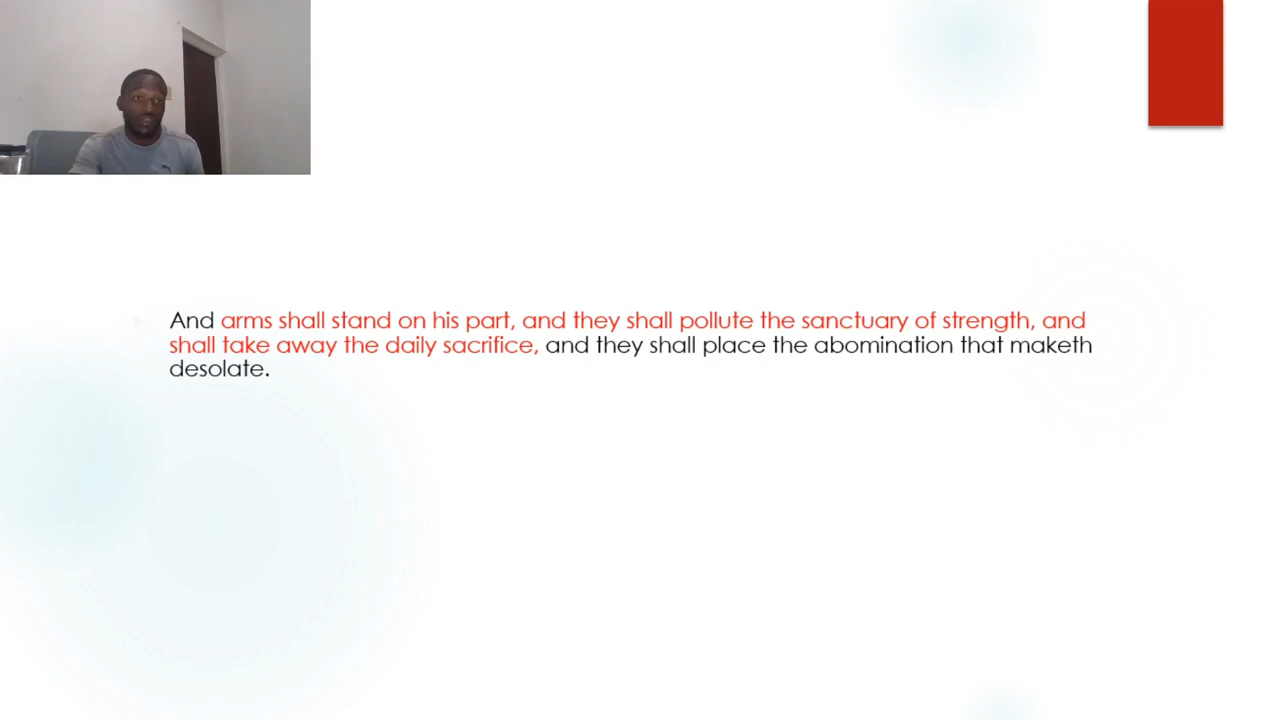 And arms shall stand on his part, and they shall pollute the sanctuary of strength, and
shall take away the daily sacrifice, and they shall place the abomination that maketh
desolate.